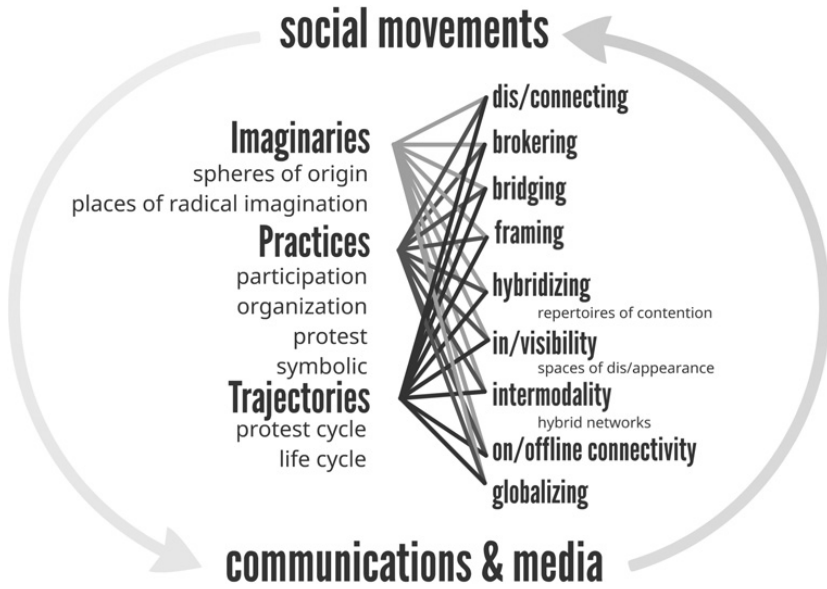 social movements
Imaginaries
spheres of origin
places of radical imagination
Practices
participation
organization
protest
symbolic
Trajectories
protest cycle
life cycle
dis/connecting
brokering
bridging
framing
hybridizing
repertoires of contention
in/visibility
spaces of dis/appearance
intermodality
hybrid networks
on/offline connectivity
globalizing
communications & media